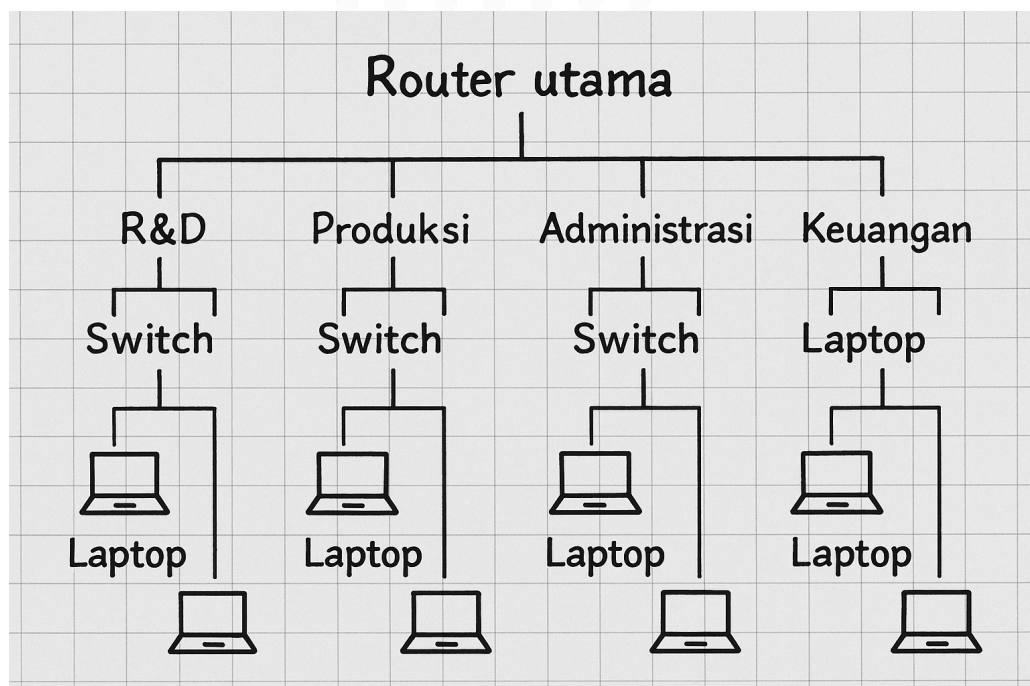 Router utama
R&D Produksi Administrasi Keuangan
Switch Switch Switch Laptop
Laptop Laptop Laptop Laptop